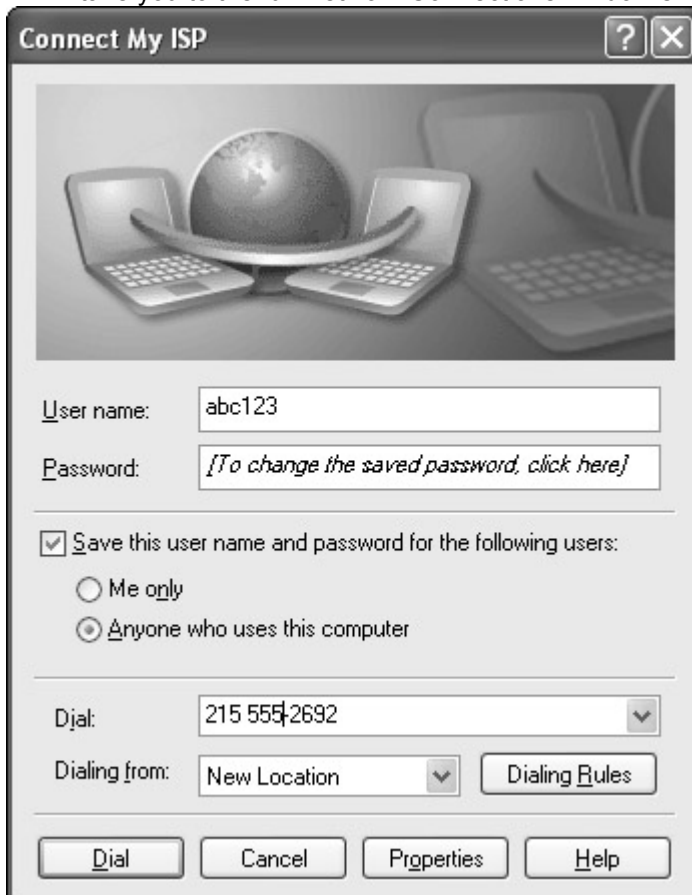 Connect My ISP
User name: abc123
Password: [To change the saved password, click here]
Save this user name and password for the following users:
Me only
Anyone who uses this computer
Dial: 215 555-2692
Dialing from: New Location Dialing Rules
Dial Cancel Properties Help